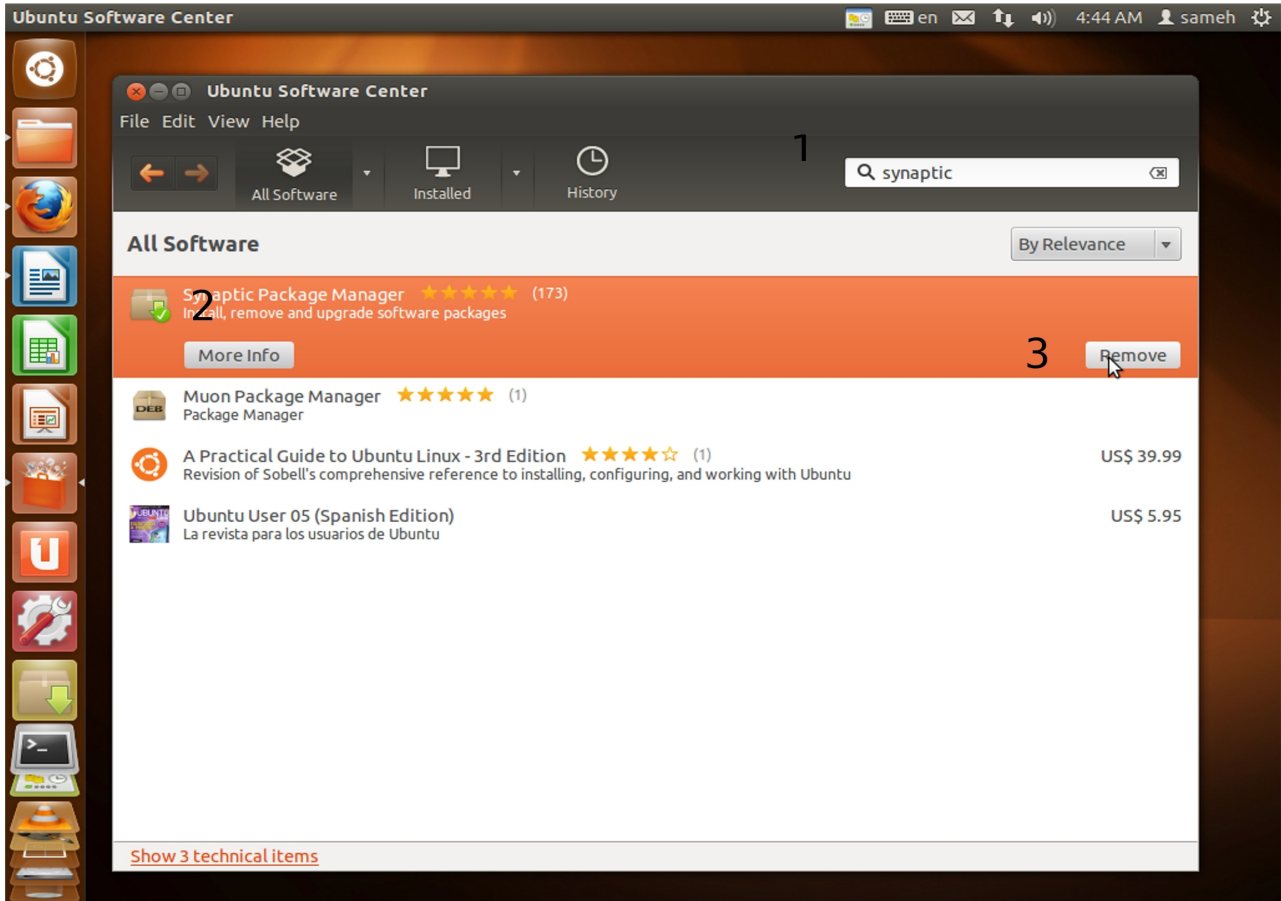 Ubuntu Software Center
en
4:44 AM
sameh
Ubuntu Software Center
File Edit View Help
1
All Software
Installed
History
synaptic
All Software
By Relevance
Synaptic Package Manager (173)
2
Install, remove and upgrade software packages
More Info
3
Remove
DEB
Muon Package Manager (1)
Package Manager
A Practical Guide to Ubuntu Linux - 3rd Edition (1)
US$ 39.99
Revision of Sobell's comprehensive reference to installing, configuring, and working with Ubuntu
Ubuntu User 05 (Spanish Edition)
US$ 5.95
La revista para los usuarios de Ubuntu
Show 3 technical items